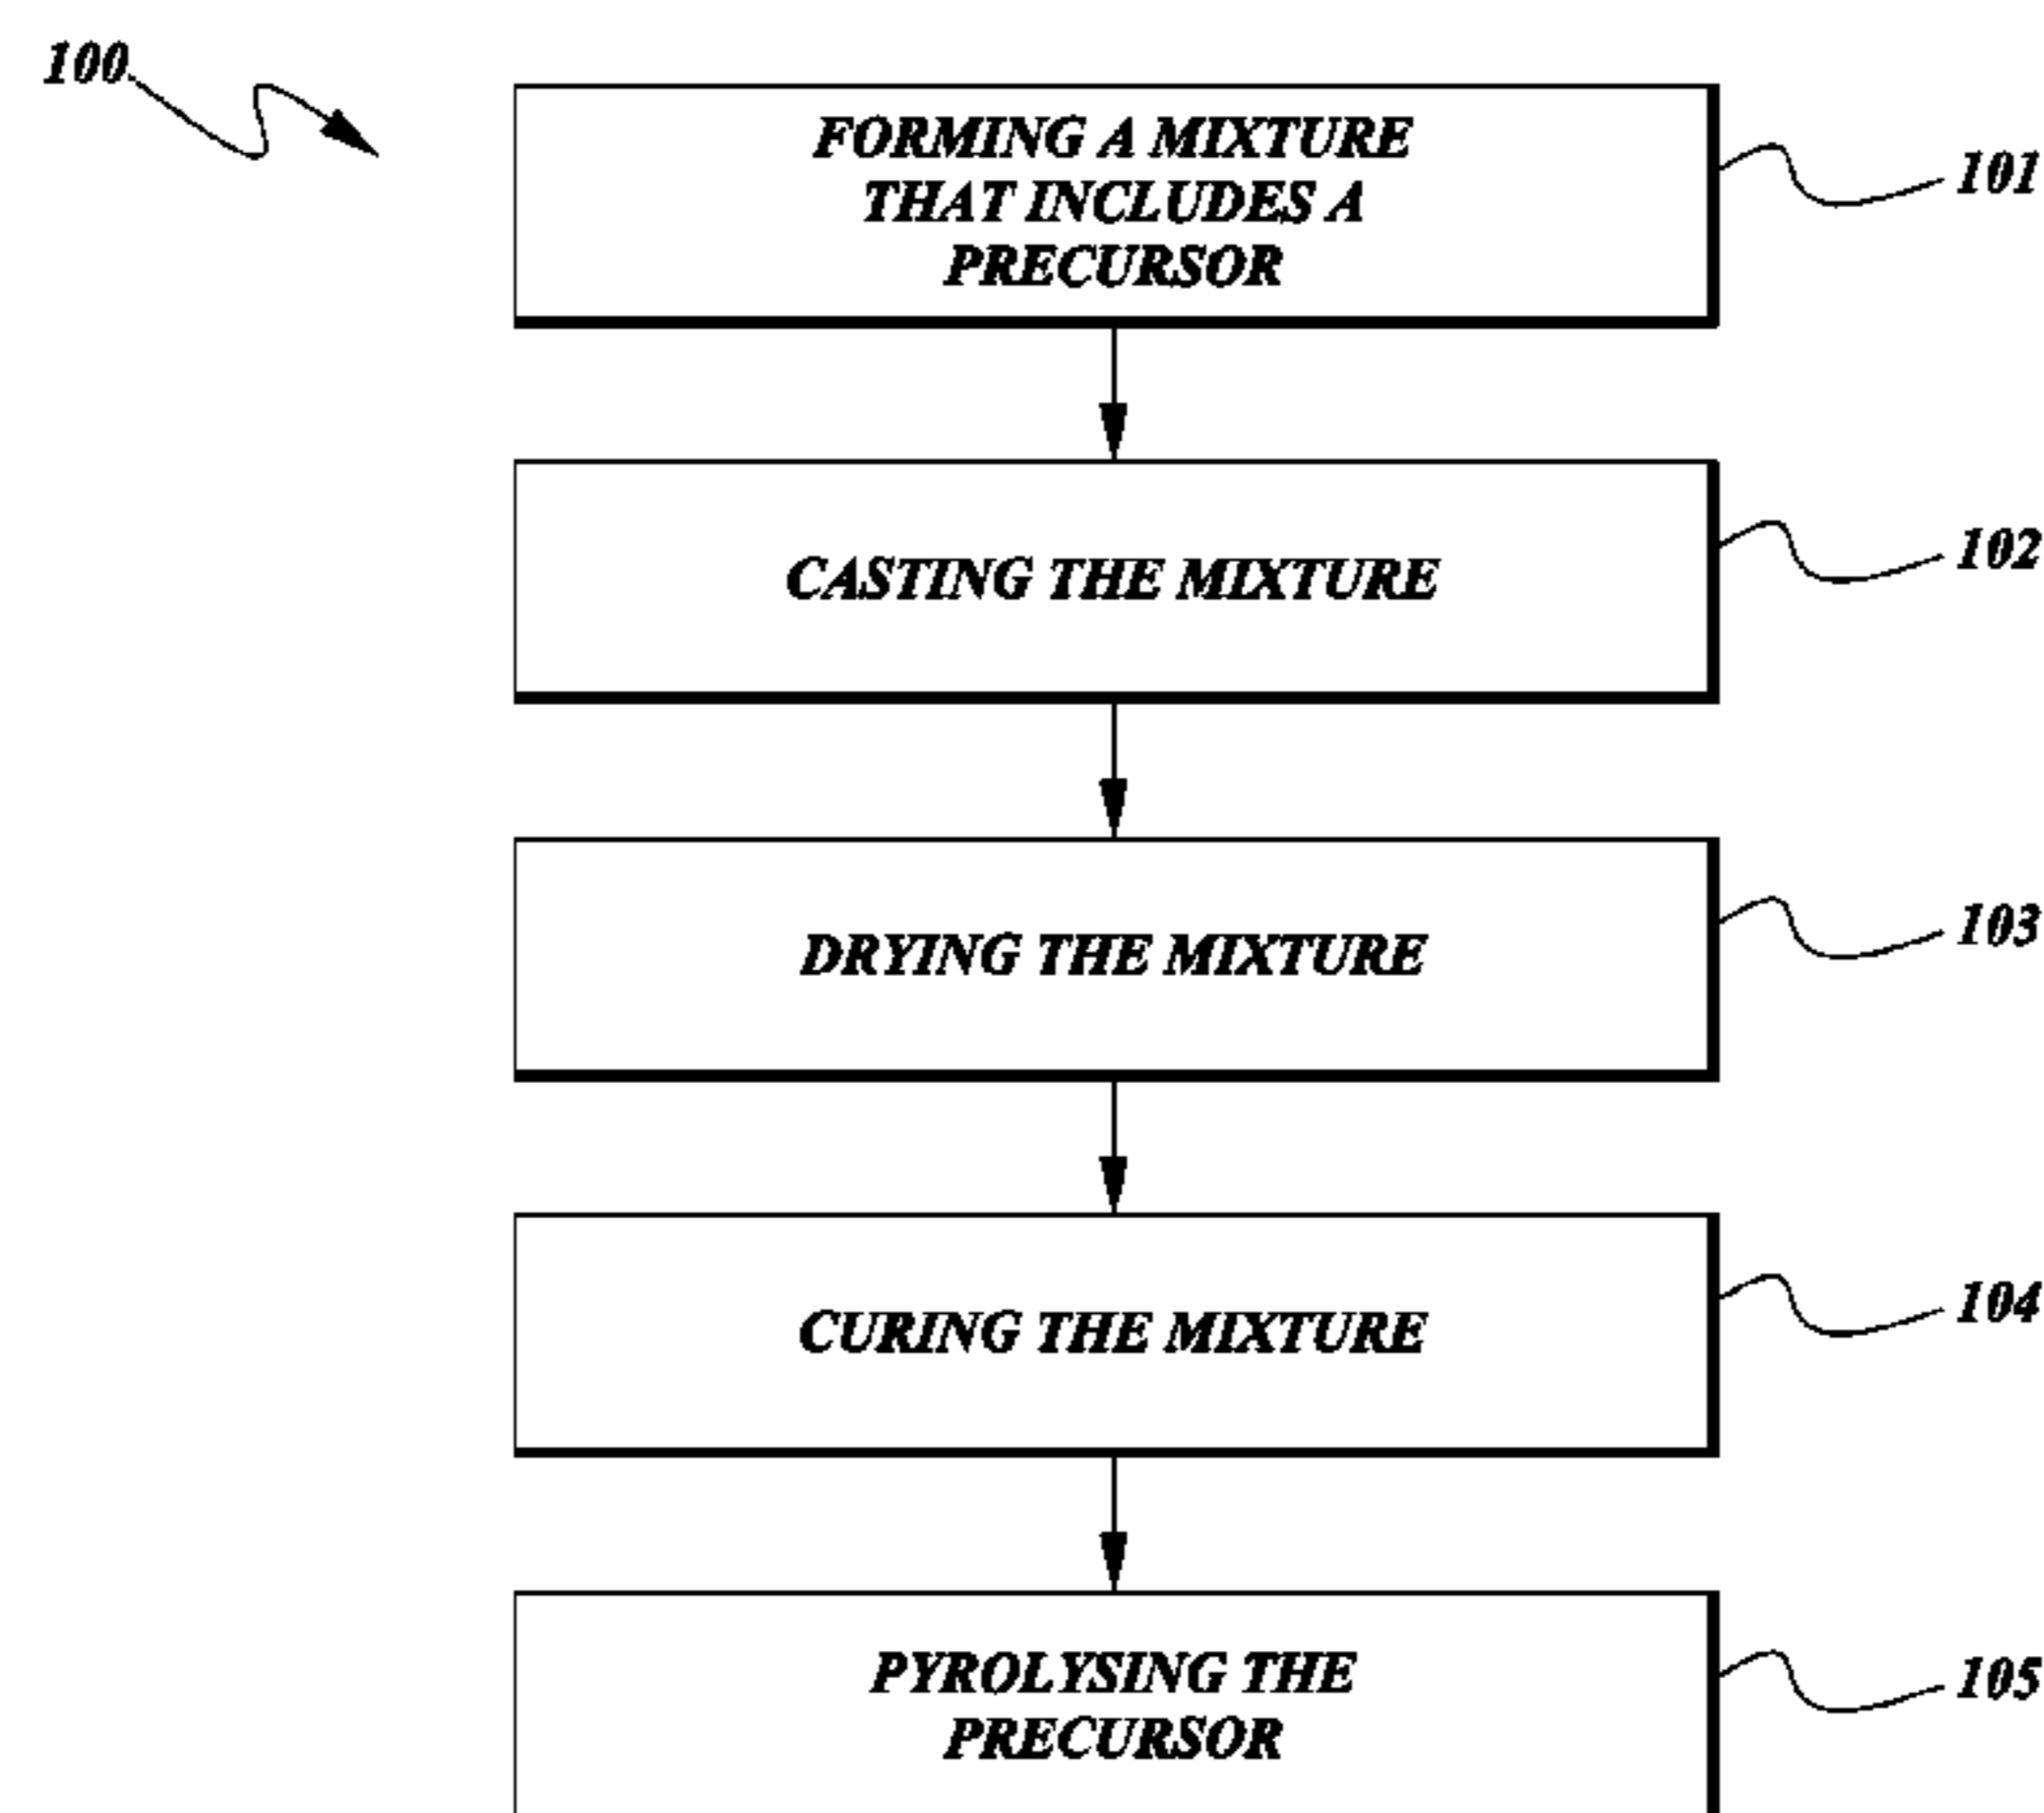 100
FORMING A MIXTURE
THAT INCLUDES A
PRECURSOR
101
CASTING THE MIXTURE
102
DRYING THE MIXTURE
103
CURING THE MIXTURE
104
PYROLYSING THE
PRECURSOR
105